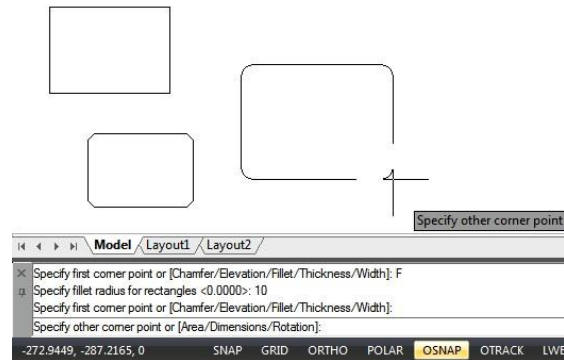 Specify other corner point
Model Layout1 Layout2
Specify first corner point or [Chamfer/Elevation/Fillet/Thickness/Width]: F
Specify fillet radius for rectangles <0.0000>: 10
Specify first corner point or [Chamfer/Elevation/Fillet/Thickness/Width]:
Specify other corner point or [Area/Dimensions/Rotation]:
-272.9449, -287.2165, 0 SNAP GRID ORTHO POLAR OSNAP OTRACK LWE